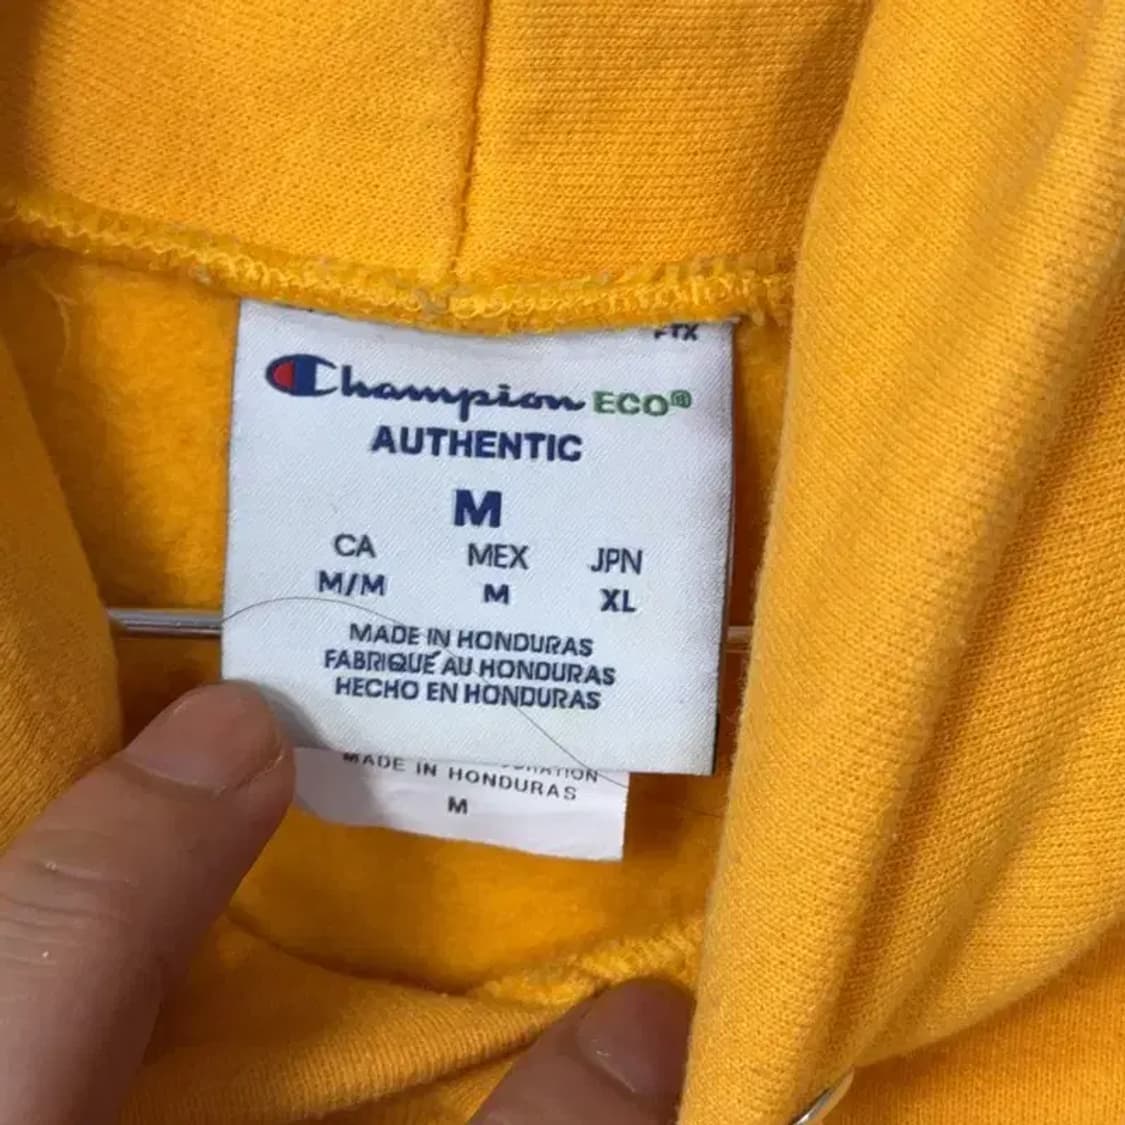 FTX
Champion ECO®
AUTHENTIC
M
CA MEX JPN
M/M M XL
MADE IN HONDURAS
FABRIQUÉ AU HONDURAS
HECHO EN HONDURAS
MADE IN HONDURAS
M